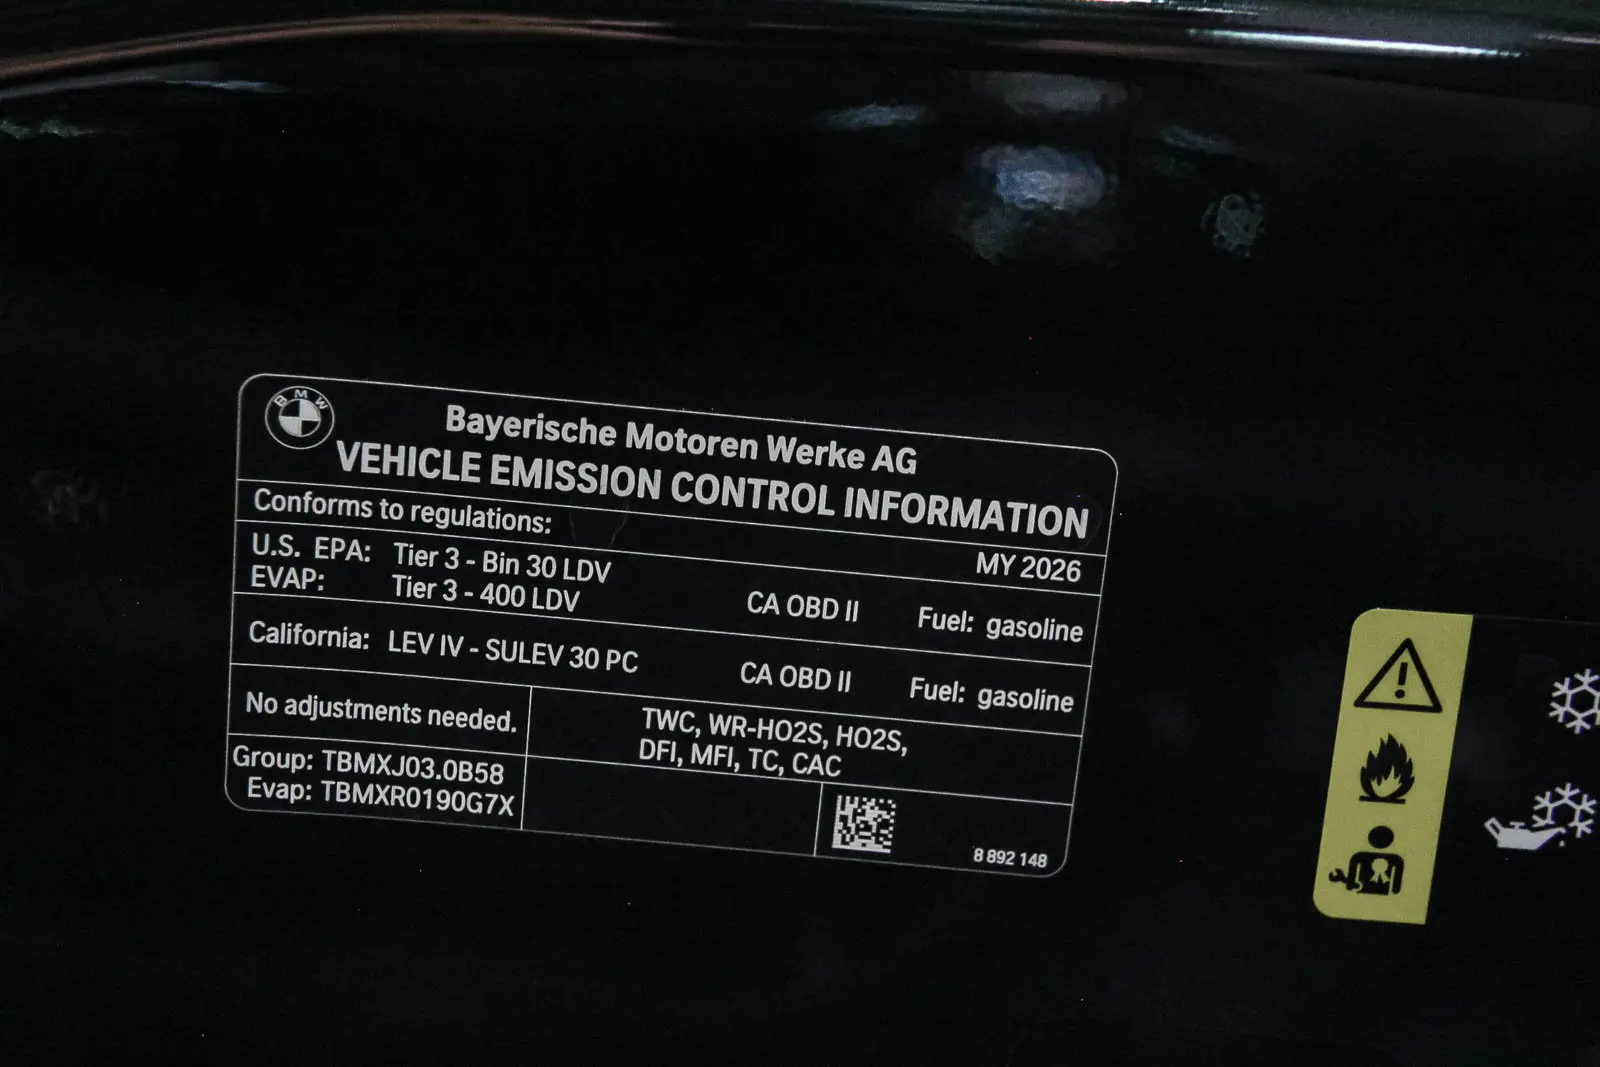 BMW
Bayerische Motoren Werke AG
VEHICLE EMISSION CONTROL INFORMATION
Conforms to regulations:
MY 2026
U.S. EPA: Tier 3 - Bin 30 LDV
EVAP: Tier 3 - 400 LDV
CA OBD II Fuel: gasoline
California: LEV IV - SULEV 30 PC CA OBD II Fuel: gasoline
No adjustments needed.
TWC, WR-HO2S, HO2S,
DFI, MFI, TC, CAC
Group: TBMXJ03.0B58
Evap: TBMXR0190G7X
8 892 148